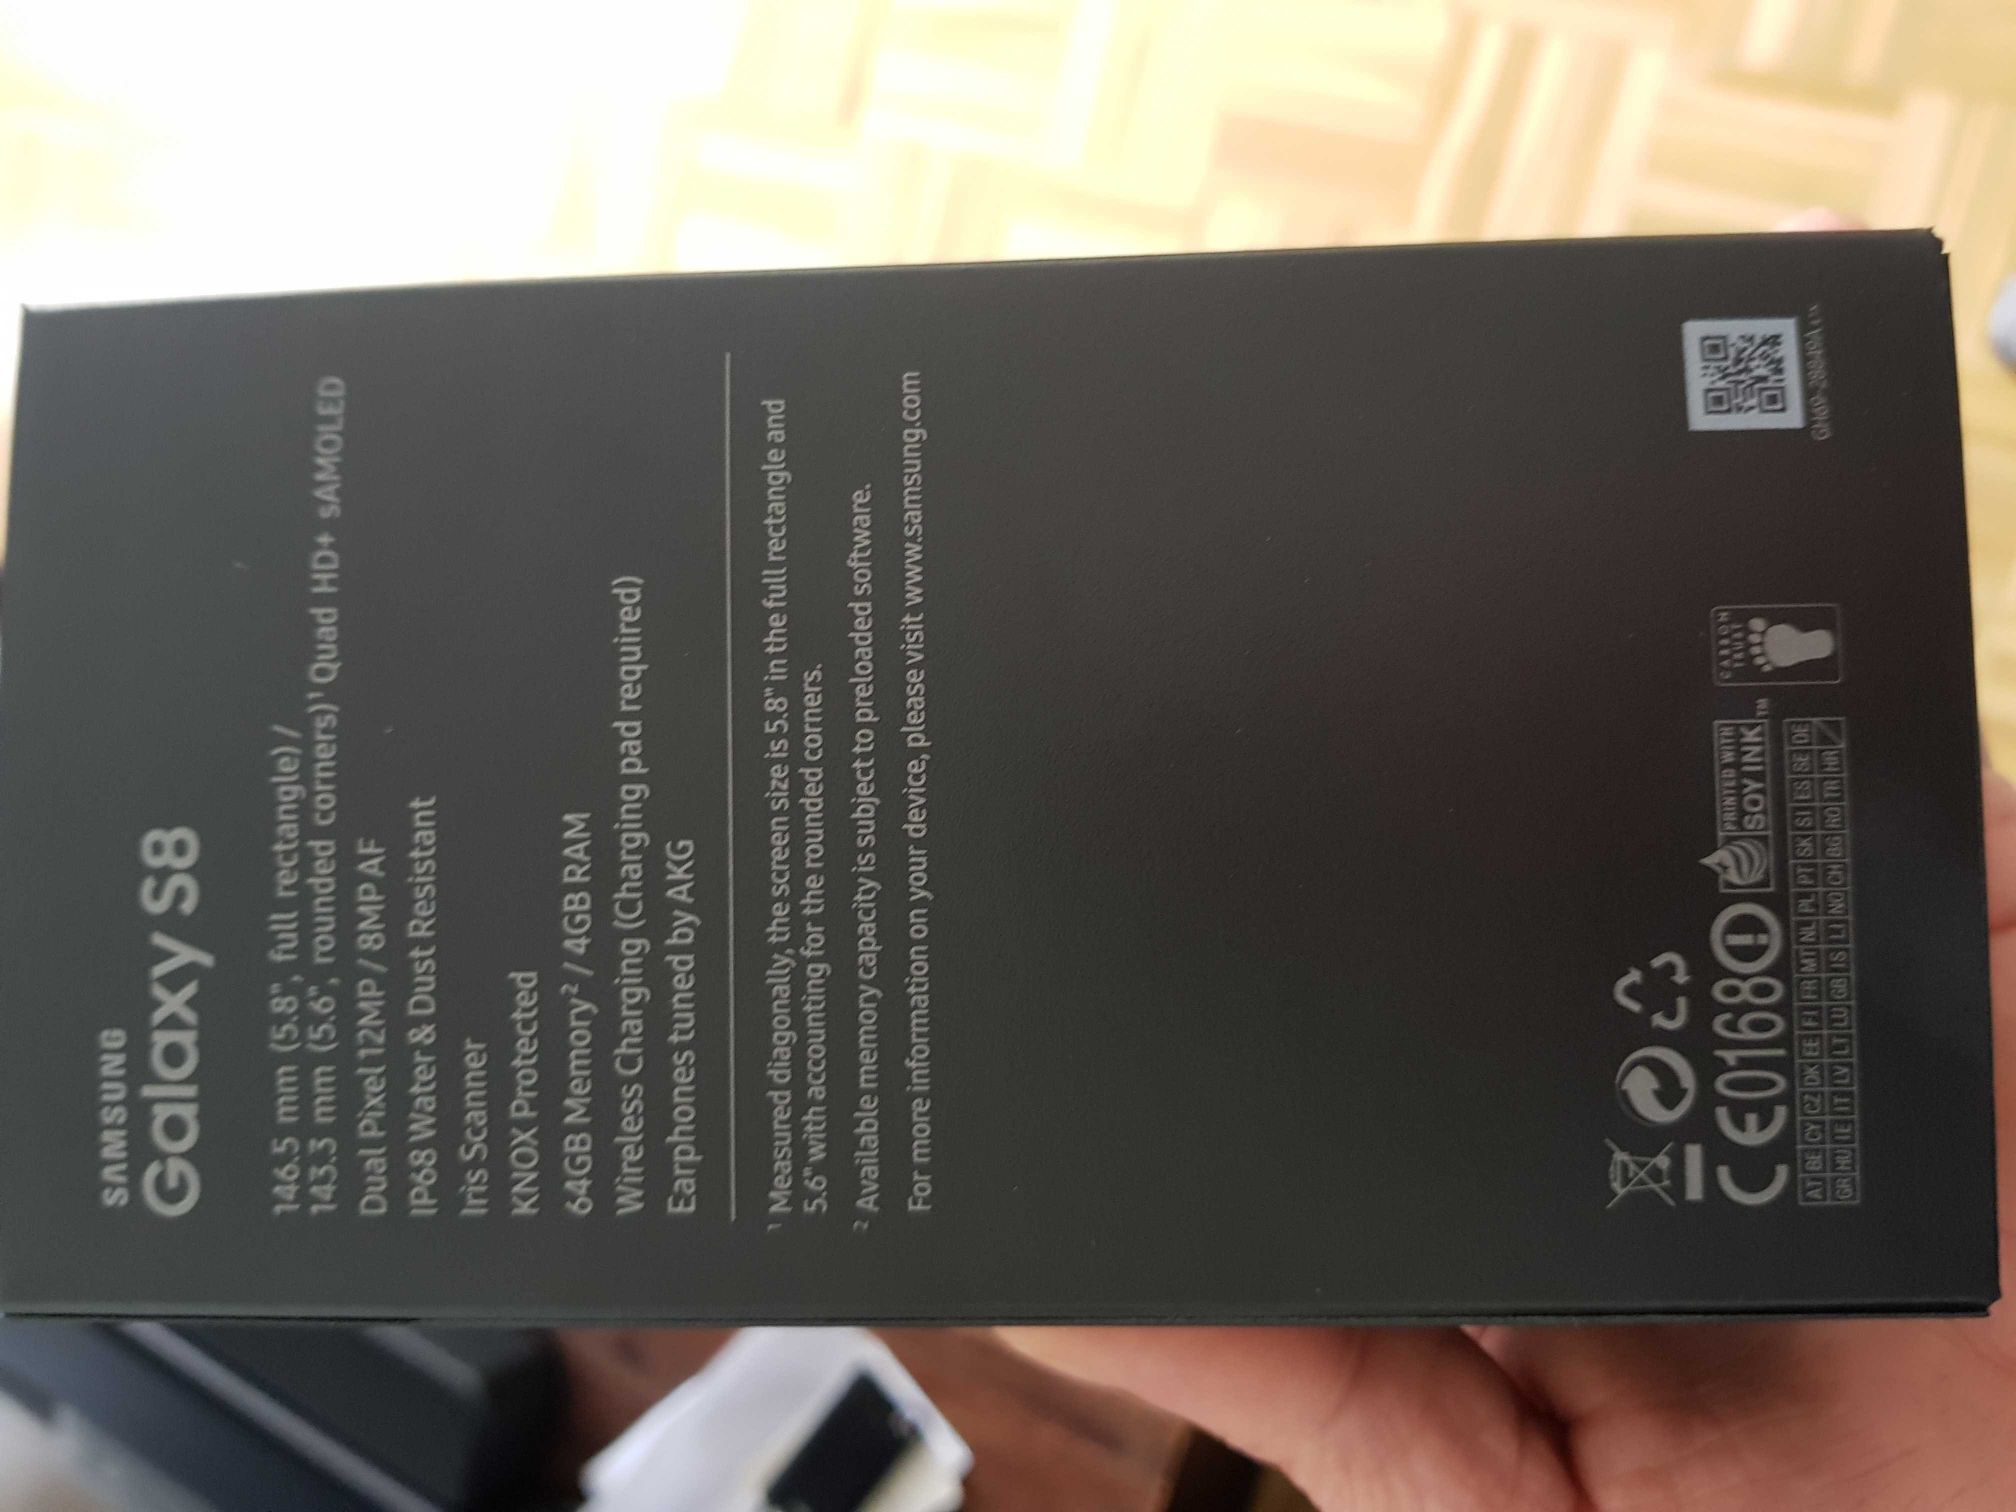 SAMSUNG
Galaxy S8
146.5 mm (5.8", full rectangle) /
143.3 mm (5.6", rounded corners)¹ Quad HD+ sAMOLED
Dual Pixel 12MP / 8MP AF
IP68 Water & Dust Resistant
Iris Scanner
KNOX Protected
64GB Memory² / 4GB RAM
Wireless Charging (Charging pad required)
Earphones tuned by AKG
¹ Measured diagonally, the screen size is 5.8" in the full rectangle and
5.6" with accounting for the rounded corners.
² Available memory capacity is subject to preloaded software.
For more information on your device, please visit www.samsung.com
CE0168
PRINTED WITH
SOY INK™
CARBON
TRUST
AT BE CY CZ DK EE FI FR MT NL PL PT SK SI ES SE DE
GR HU IE IT LV LT LU GB IS LI NO CH BG RO TR HR